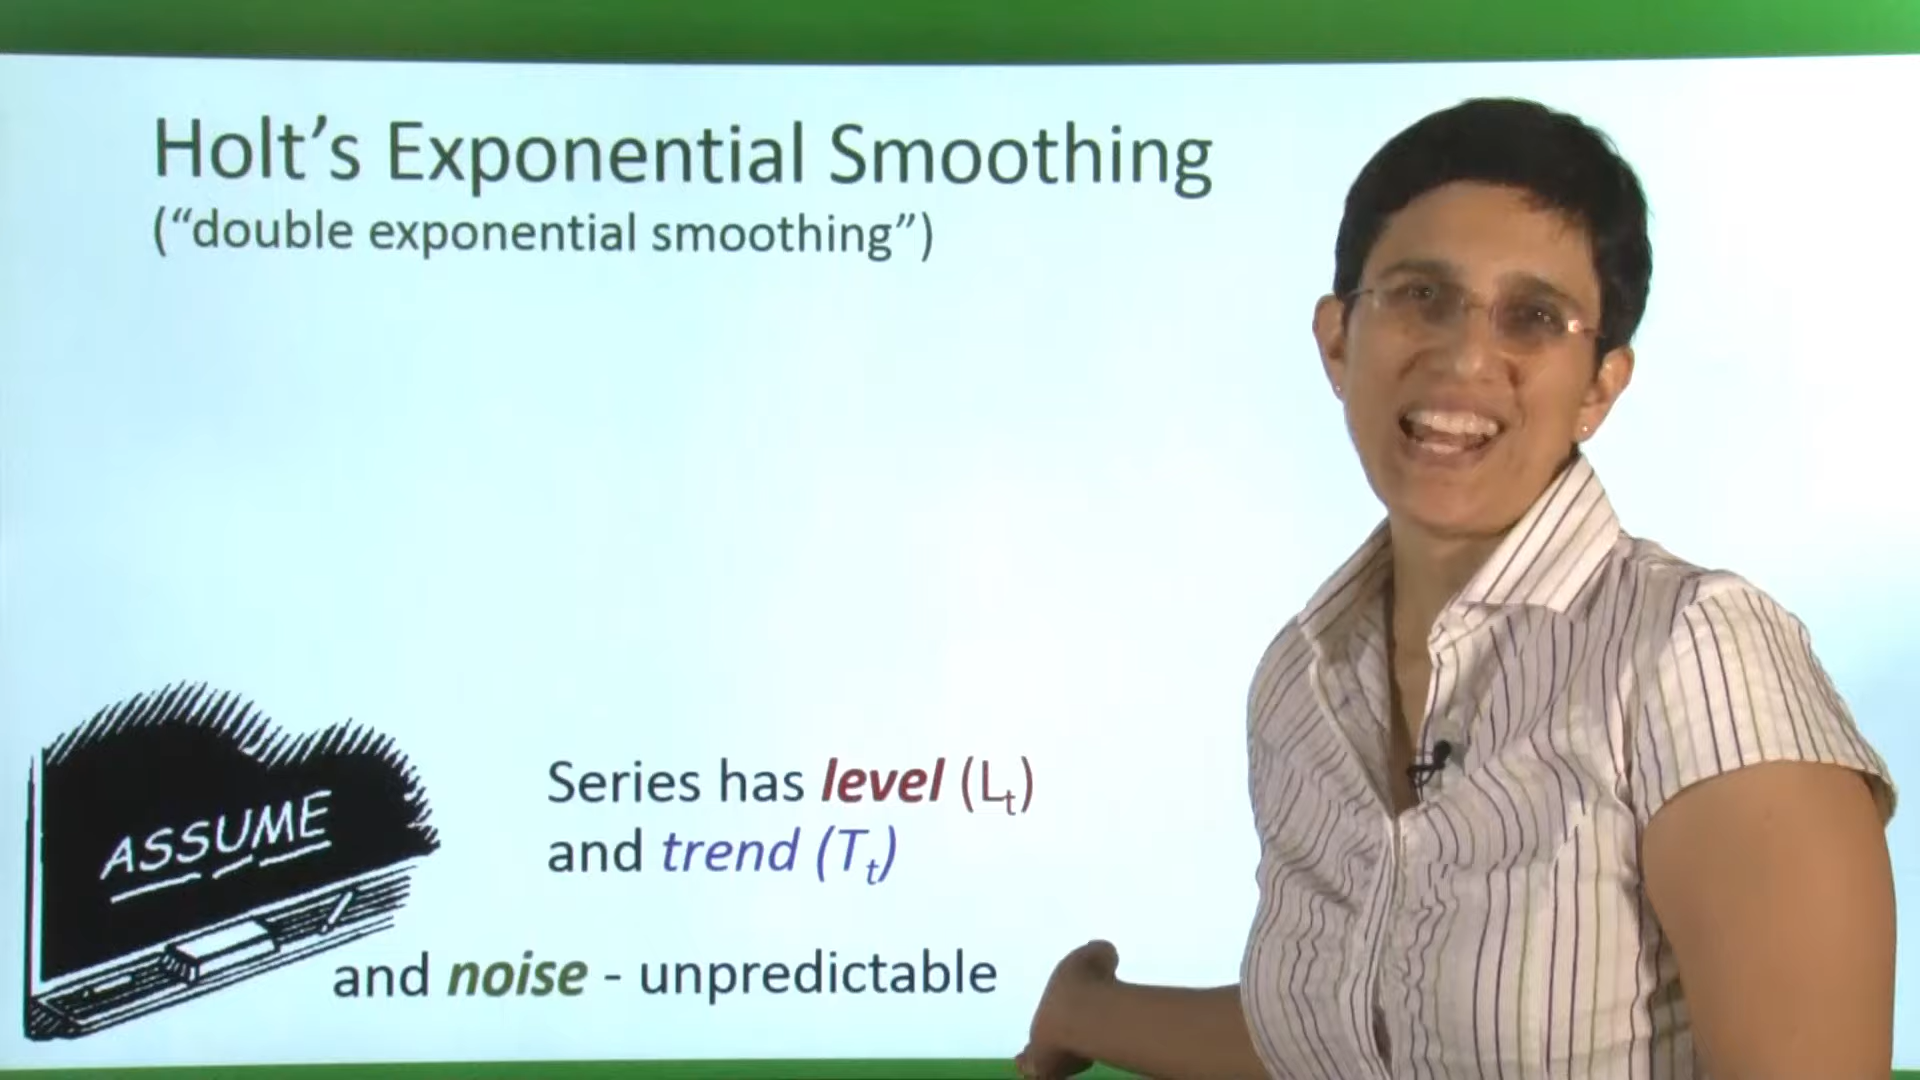 Holt’s Exponential Smoothing
(“double exponential smoothing”)
ASSUME
Series has level (Lt)
and trend (Tt)
and noise - unpredictable